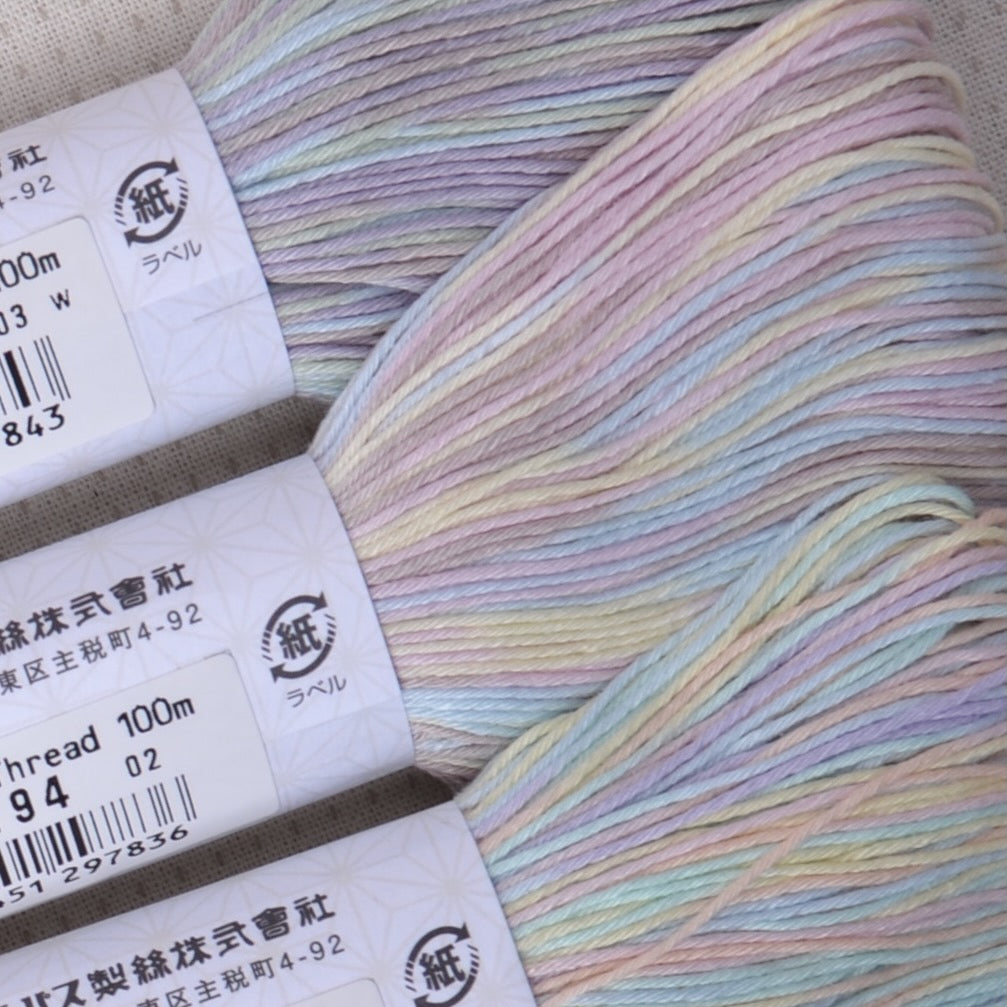 社
4-92
紙
ラベル
00m
03 W
843
絲株式會社
東区主税町4-92
紙
ラベル
Thread 100m
94 02
51 297836
ス製絲株式會社
東区主税町4-92
紙